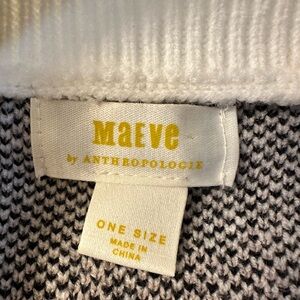 MaEve
by ANTHROPOLOGIE
ONE SIZE
MADE IN
CHINA